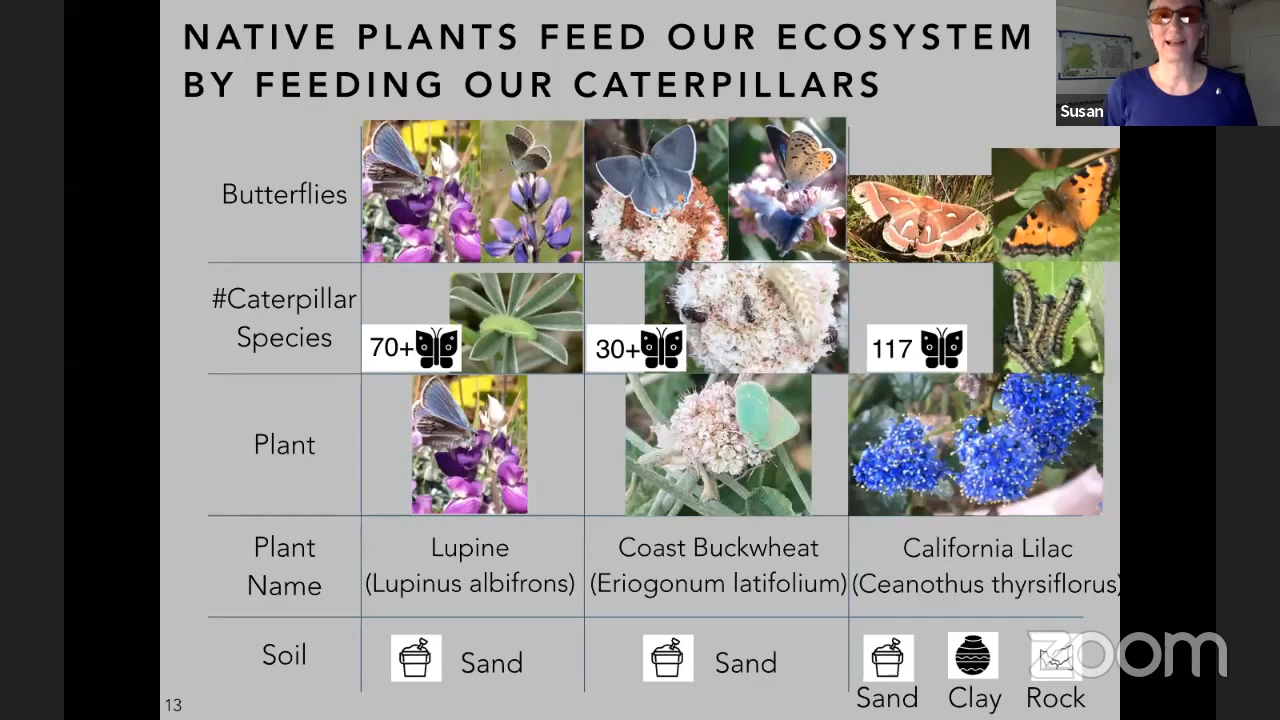 NATIVE PLANTS FEED OUR ECOSYSTEM
BY FEEDING OUR CATERPILLARS
Susan
Butterflies
#Caterpillar
Species
70+
30+
117
Plant
Plant
Name
Lupine
(Lupinus albifrons)
Coast Buckwheat
(Eriogonum latifolium)
California Lilac
(Ceanothus thyrsiflorus)
Soil
Sand
Sand
Sand
Clay
Rock
zoom
13